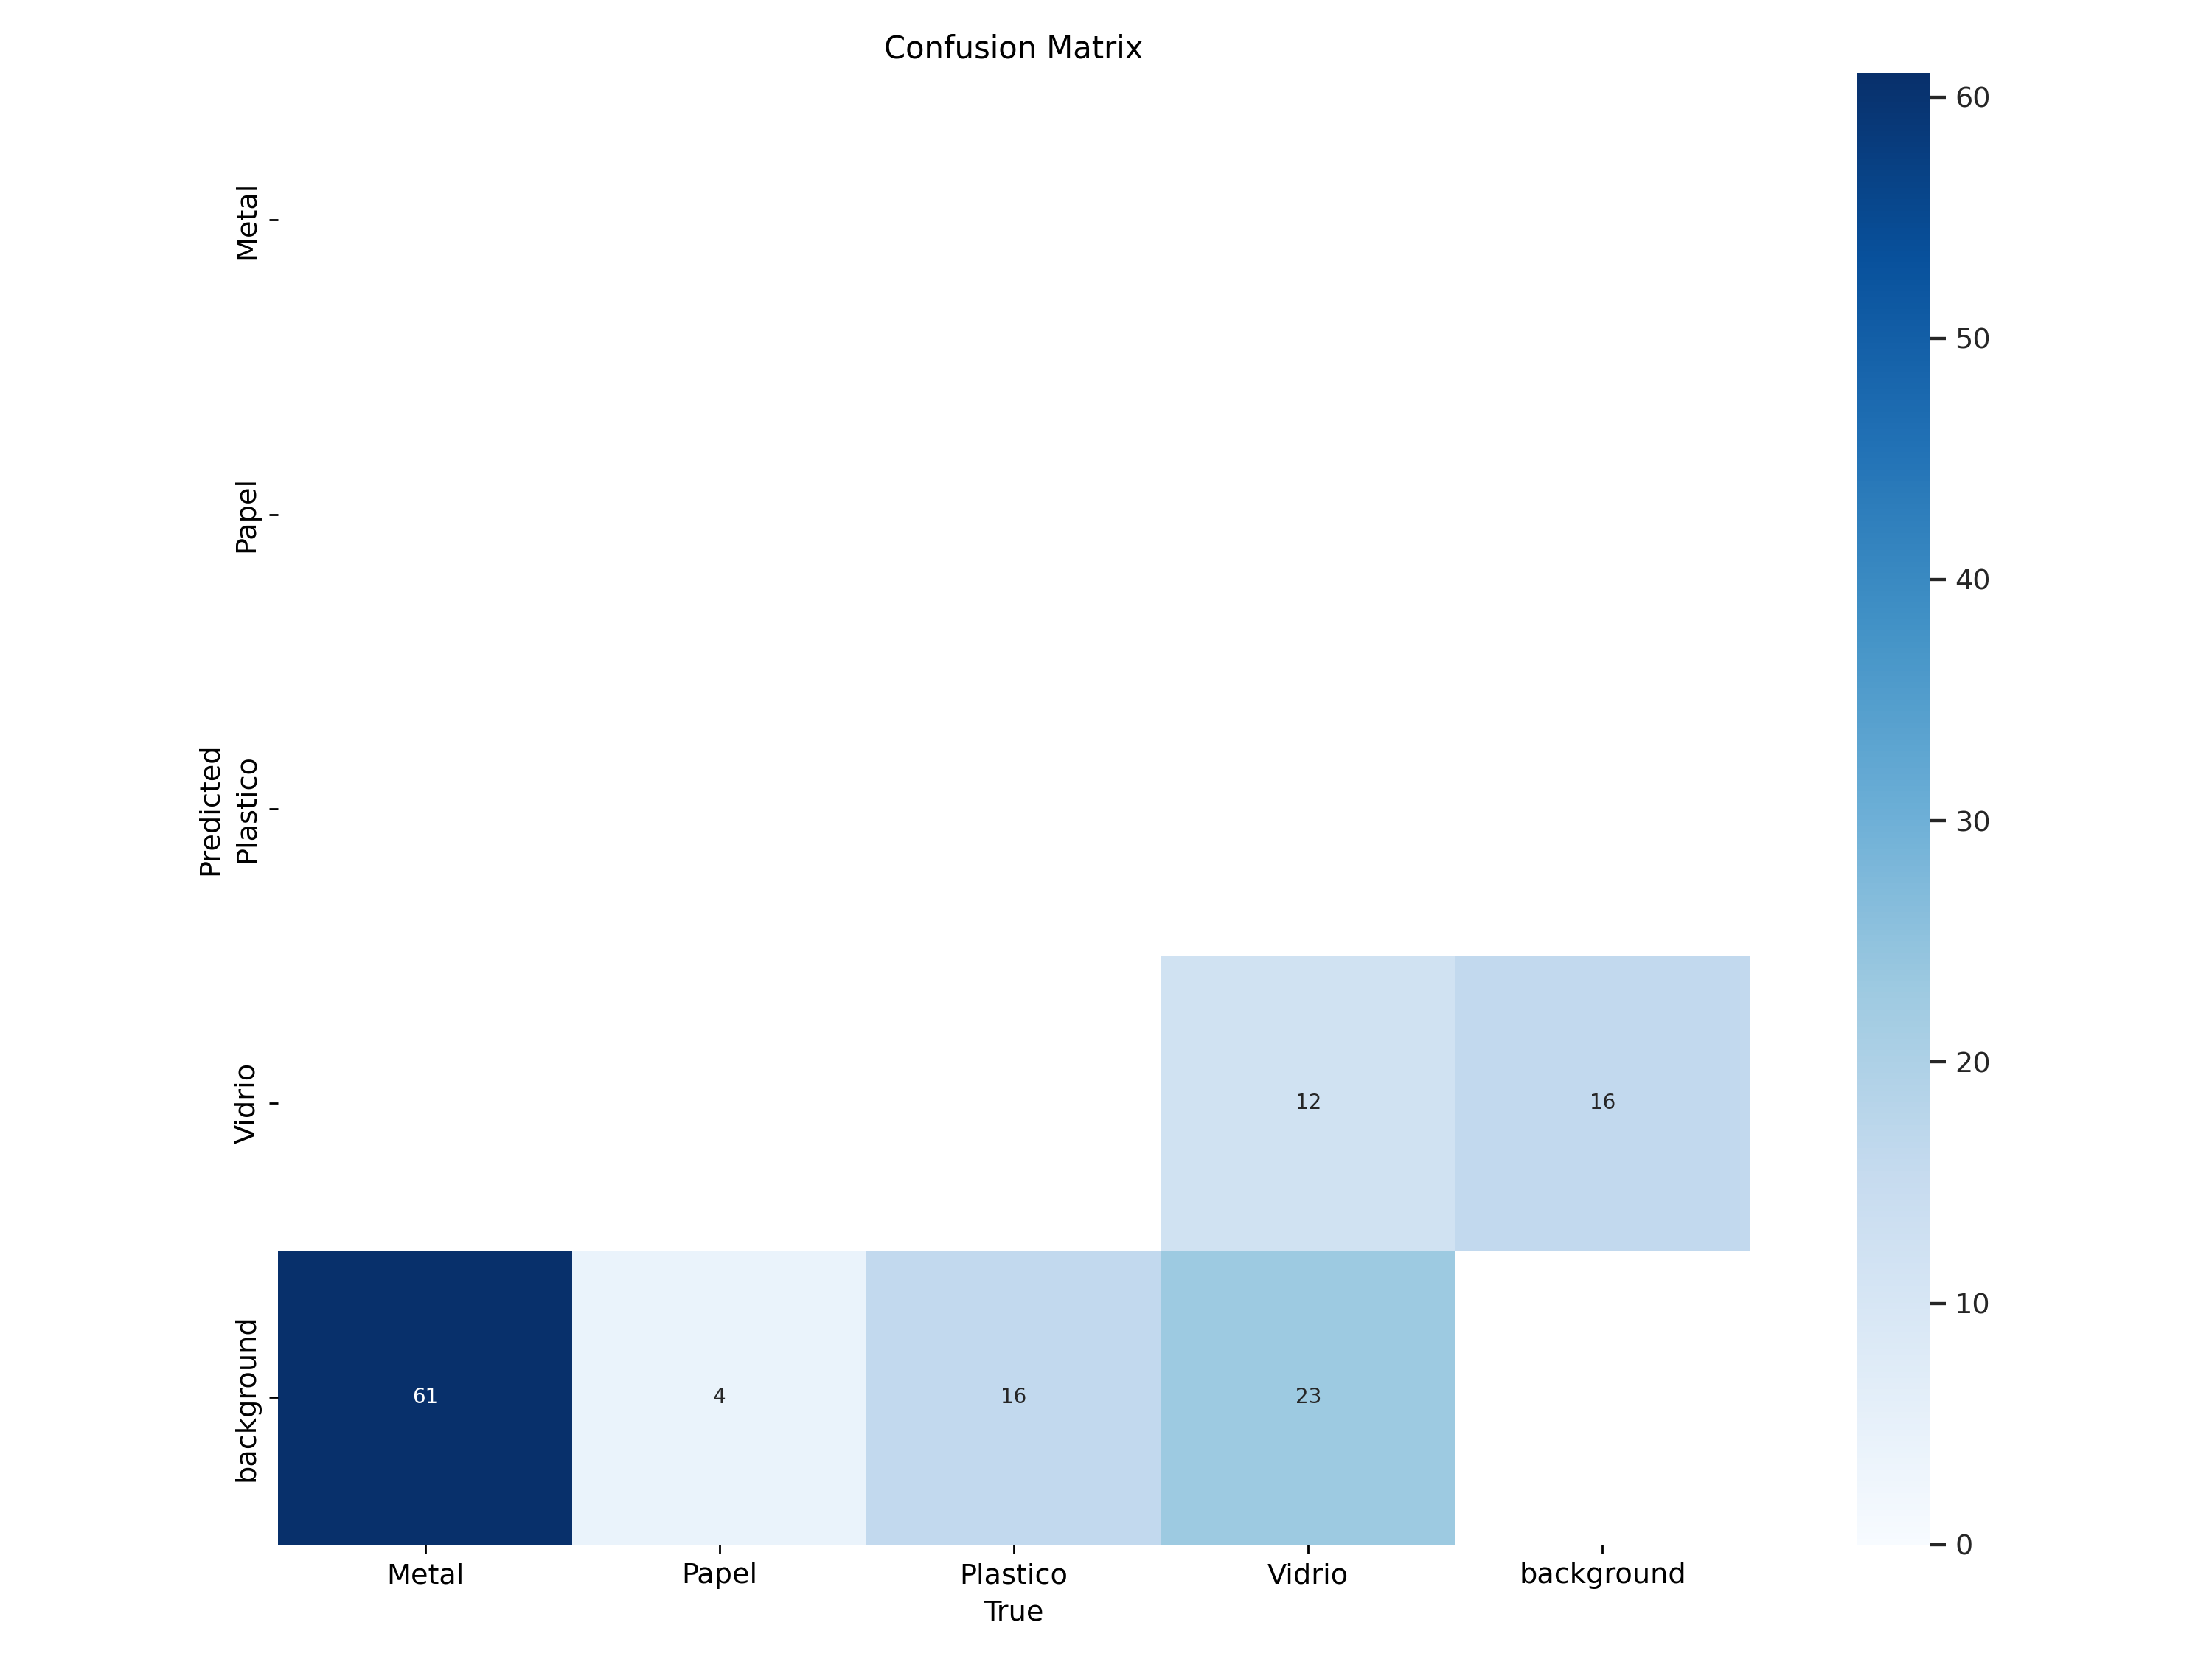 Confusion Matrix
Metal
Papel
Plastico
Vidrio
background
Predicted
12
16
61
4
16
23
Metal
Papel
Plastico
Vidrio
background
True
60
50
40
30
20
10
0